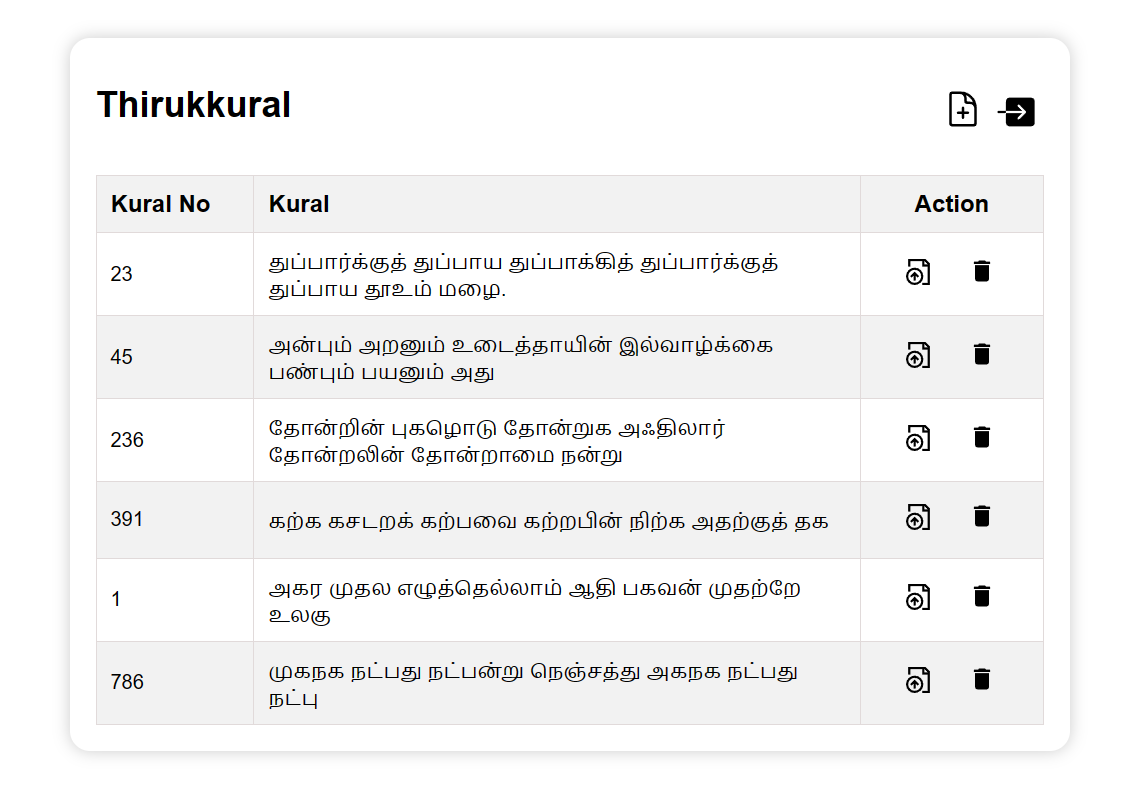 Thirukkural
Kural No Kural Action
23
துப்பார்க்குத் துப்பாய துப்பாக்கித் துப்பார்க்குத்
துப்பாய தூஉம் மழை.
45
அன்பும் அறனும் உடைத்தாயின் இல்வாழ்க்கை
பண்பும் பயனும் அது
236
தோன்றின் புகழொடு தோன்றுக அஃதிலார்
தோன்றலின் தோன்றாமை நன்று
391
கற்க கசடறக் கற்பவை கற்றபின் நிற்க அதற்குத் தக
1
அகர முதல எழுத்தெல்லாம் ஆதி பகவன் முதற்றே
உலகு
786
முகநக நட்பது நட்பன்று நெஞ்சத்து அகநக நட்பது
நட்பு